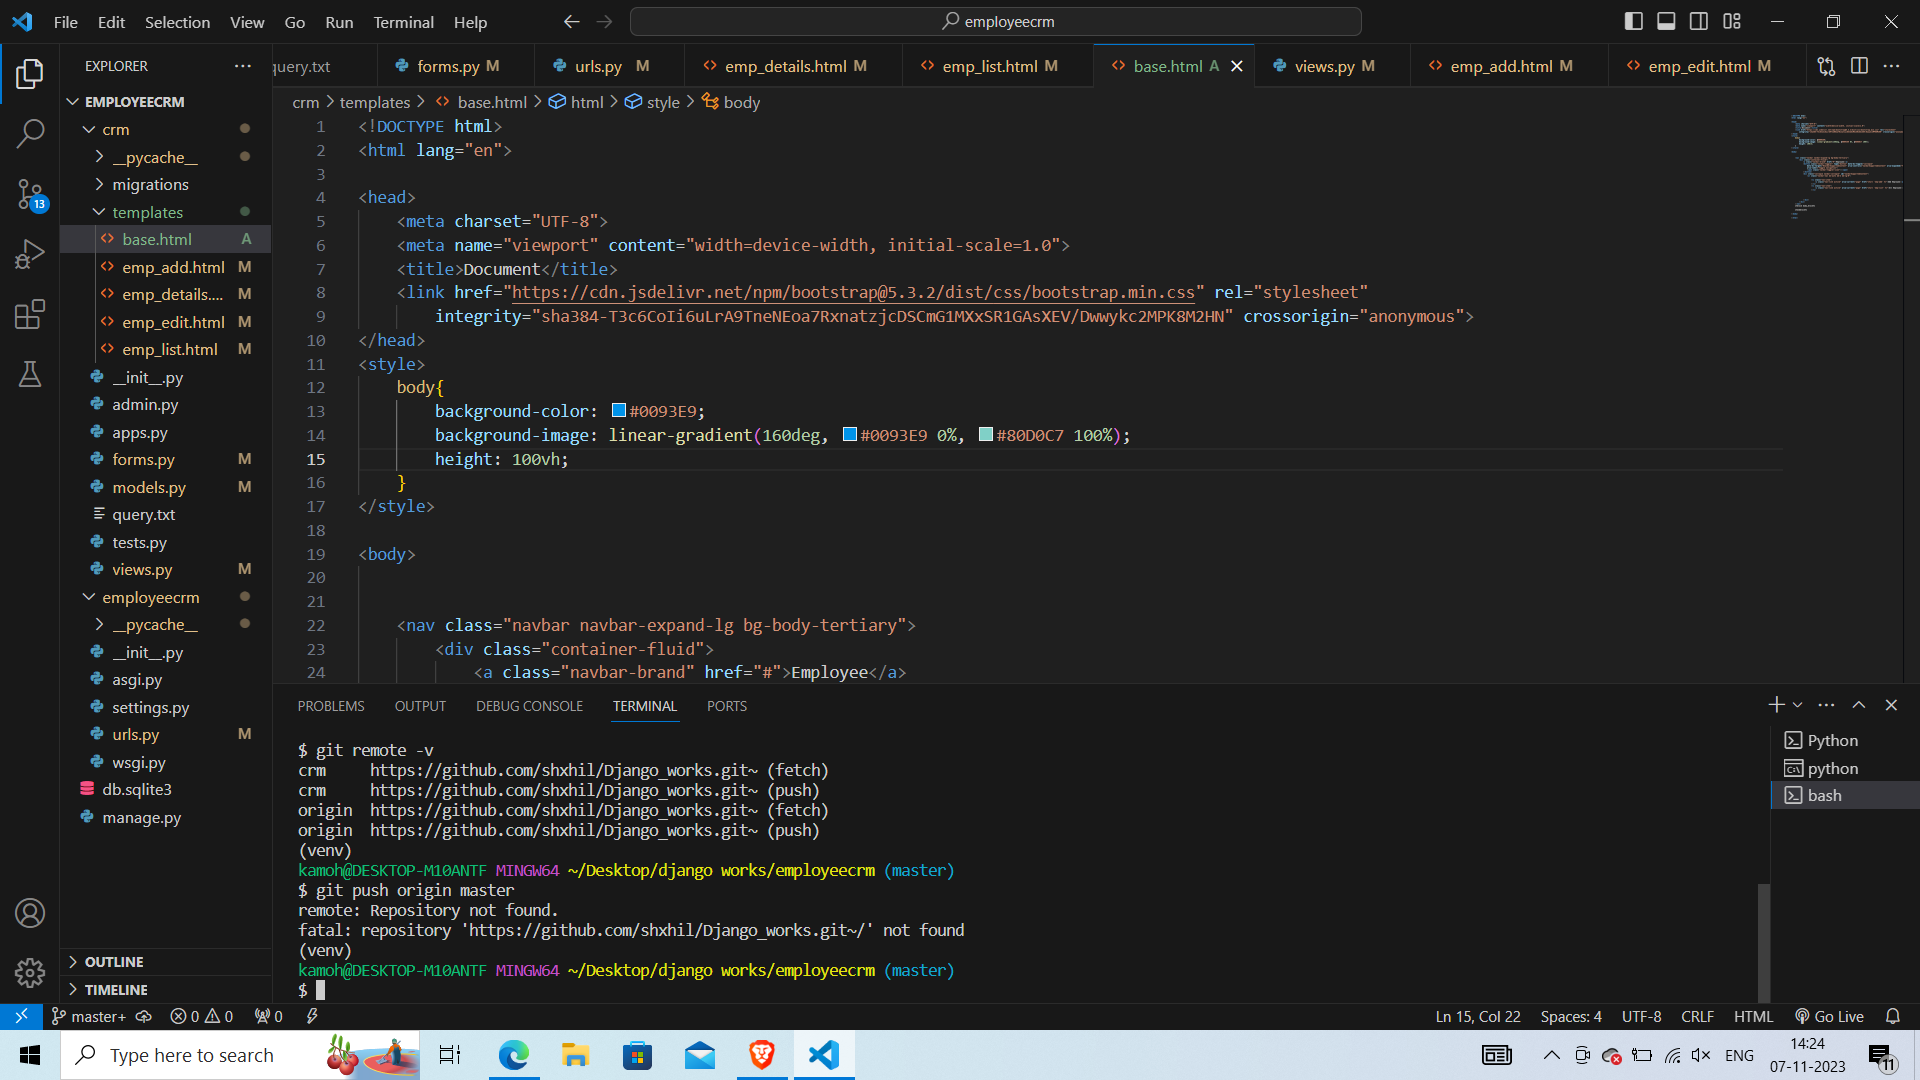 File Edit Selection View Go Run Terminal Help
employeecrm
EXPLORER
EMPLOYEECRM
crm
__pycache__
migrations
templates
base.html A
emp_add.html M
emp_details.... M
emp_edit.html M
emp_list.html M
__init__.py
admin.py
apps.py
forms.py M
models.py M
query.txt
tests.py
views.py M
employeecrm
__pycache__
__init__.py
asgi.py
settings.py
urls.py M
wsgi.py
db.sqlite3
manage.py
OUTLINE
TIMELINE
13
query.txt forms.py M urls.py M emp_details.html M emp_list.html M base.html A views.py M emp_add.html M emp_edit.html M
crm > templates > base.html > html > style > body
1 <!DOCTYPE html>
2 <html lang="en">
3
4 <head>
5 <meta charset="UTF-8">
6 <meta name="viewport" content="width=device-width, initial-scale=1.0">
7 <title>Document</title>
8 <link href="https://cdn.jsdelivr.net/npm/bootstrap@5.3.2/dist/css/bootstrap.min.css" rel="stylesheet"
9 integrity="sha384-T3c6CoIi6uLrA9TneNEoa7RxnatzjcDSCmG1MXxSR1GAsXEV/Dwwykc2MPK8M2HN" crossorigin="anonymous">
10 </head>
11 <style>
12 body{
13 background-color: #0093E9;
14 background-image: linear-gradient(160deg, #0093E9 0%, #80D0C7 100%);
15 height: 100vh;
16 }
17 </style>
18
19 <body>
20
21
22 <nav class="navbar navbar-expand-lg bg-body-tertiary">
23 <div class="container-fluid">
24 <a class="navbar-brand" href="#">Employee</a>
PROBLEMS OUTPUT DEBUG CONSOLE TERMINAL PORTS
$ git remote -v
crm https://github.com/shxhil/Django_works.git~ (fetch)
crm https://github.com/shxhil/Django_works.git~ (push)
origin https://github.com/shxhil/Django_works.git~ (fetch)
origin https://github.com/shxhil/Django_works.git~ (push)
(venv)
kamoh@DESKTOP-M10ANTF MINGW64 ~/Desktop/django works/employeecrm (master)
$ git push origin master
remote: Repository not found.
fatal: repository 'https://github.com/shxhil/Django_works.git~/' not found
(venv)
kamoh@DESKTOP-M10ANTF MINGW64 ~/Desktop/django works/employeecrm (master)
$
Python
python
bash
master+ 0 0 0
Ln 15, Col 22 Spaces: 4 UTF-8 CRLF HTML Go Live
Type here to search
ENG
14:24
07-11-2023
11